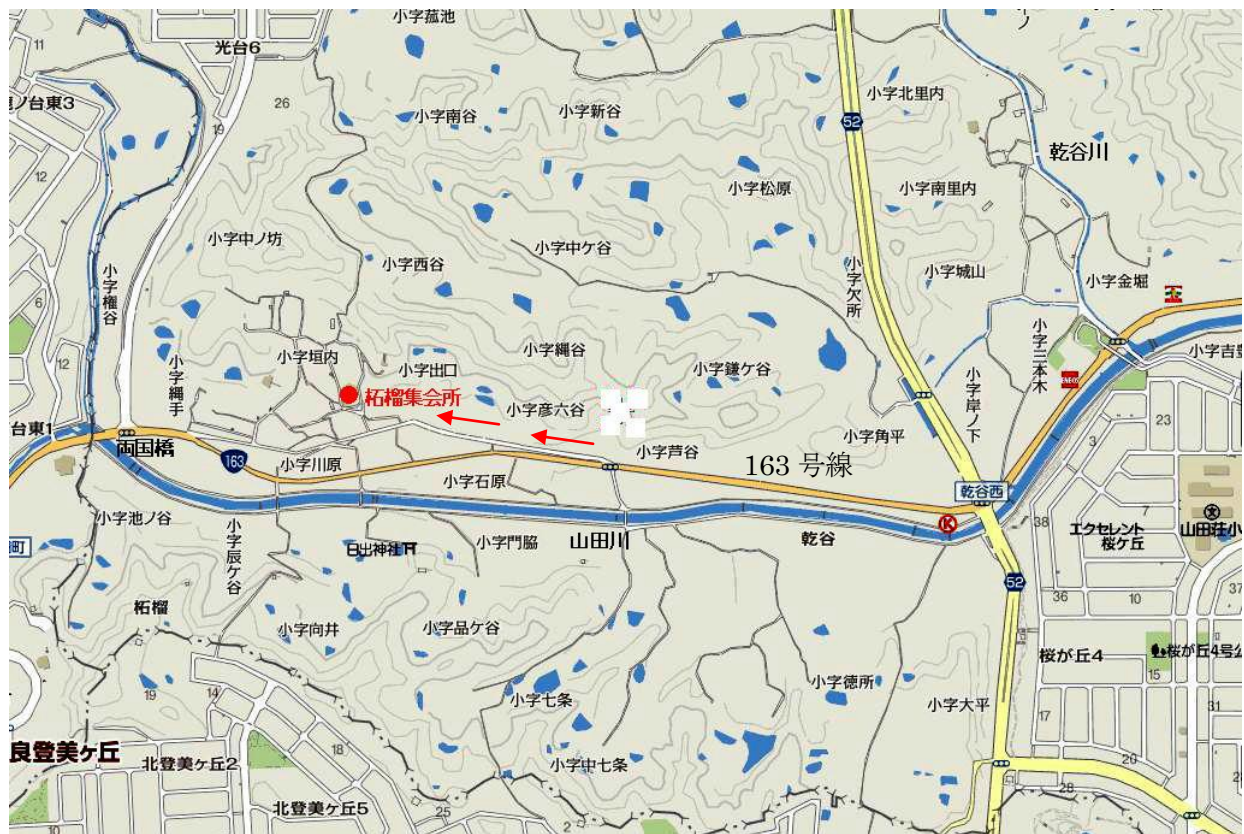 小字菰池
光台6
11
26
19
ノ台東3
小字南谷
小字新谷
小字北里内
52
乾谷川
12
小字松原
小字南里内
小字中ノ坊
小字西谷
小字中ケ谷
小字権谷
小字欠所
小字城山
小字金堀
6
12
小字縄手
小字垣内
小字出口
小字縄谷
小字鎌ケ谷
小字三本木
小字吉豊
ENEOS
柘榴集会所
小字彦六谷
小字岸ノ下
台東1
両国橋
163
小字川原
小字石原
小字芦谷
小字角平
163 号線
乾谷西
23
3
7
小字池ノ谷
小字辰ケ谷
日出神社
小字門脇
山田川
乾谷
K
38
エクセレント
桜ケ丘
山田荘小
柘榴
小字向井
小字品ケ谷
52
36
10
37
19
14
小字七条
小字徳所
小字大平
桜が丘4
桜が丘4号公
15
17
31
良登美ヶ丘
北登美ケ丘2
18
小字中七条
20
28
北登美ケ丘5
25
2